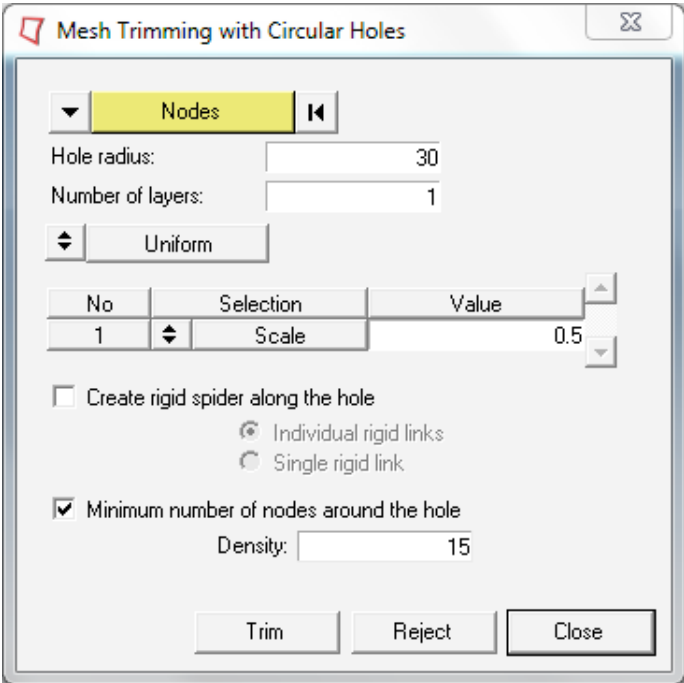 Mesh Trimming with Circular Holes
Nodes
Hole radius: 30
Number of layers: 1
Uniform
No Selection Value
1 Scale 0.5
Create rigid spider along the hole
Individual rigid links
Single rigid link
Minimum number of nodes around the hole
Density: 15
Trim Reject Close